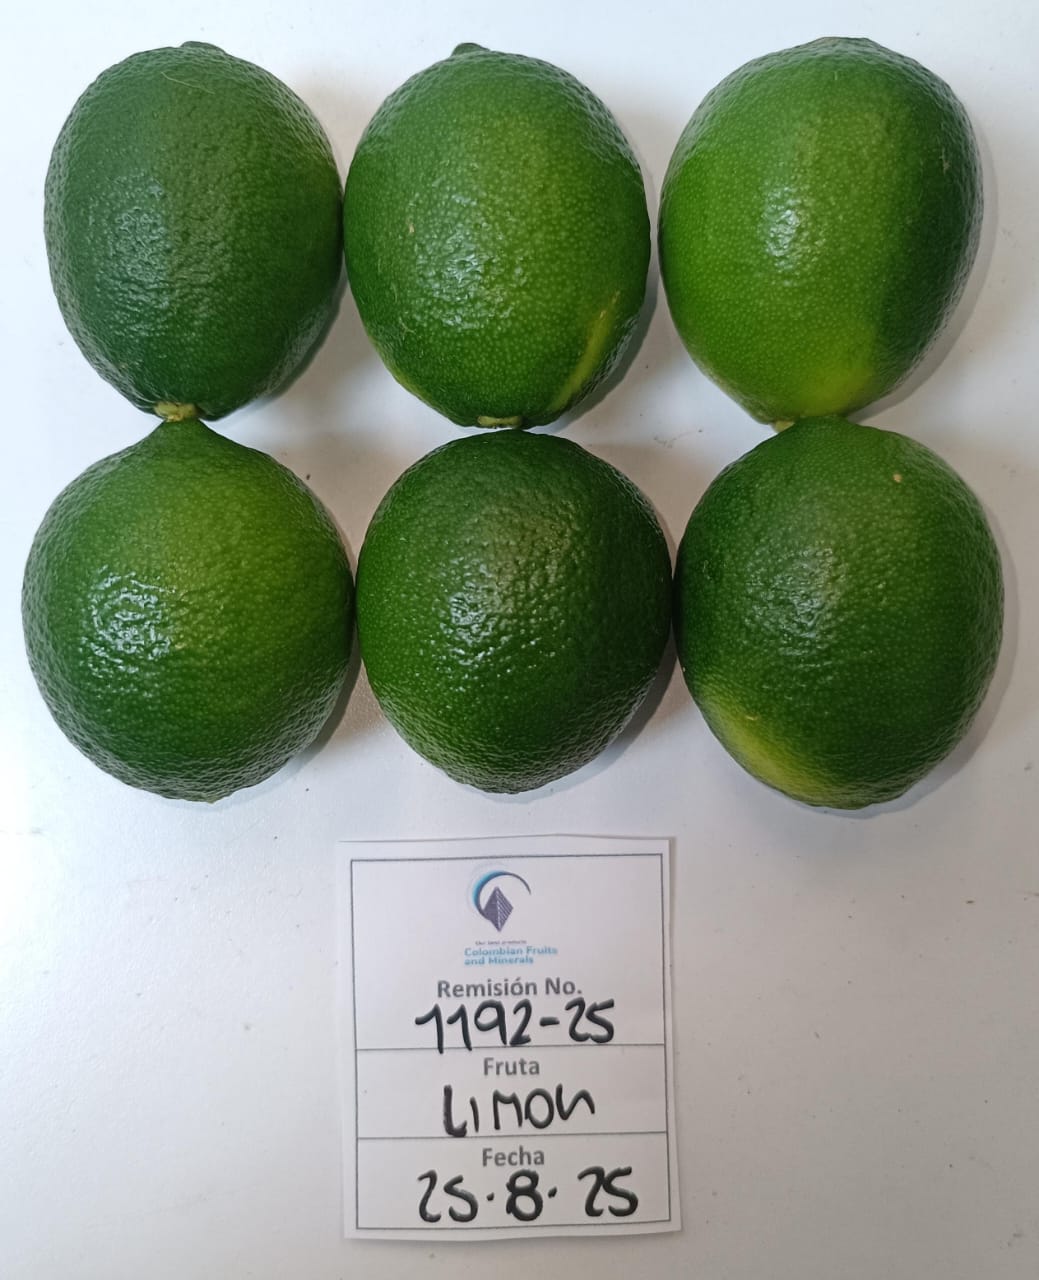 Our best products
Colombian Fruits
and Minerals
Remisión No.
1192-25
Fruta
LIMON
Fecha
25.8.25